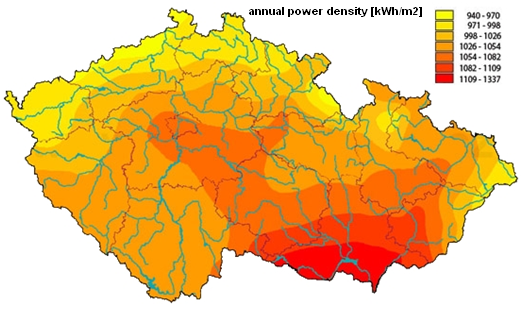 annual power density [kWh/m2]
940 - 970
971 - 998
998 - 1026
1026 - 1054
1054 - 1082
1082 - 1109
1109 - 1337